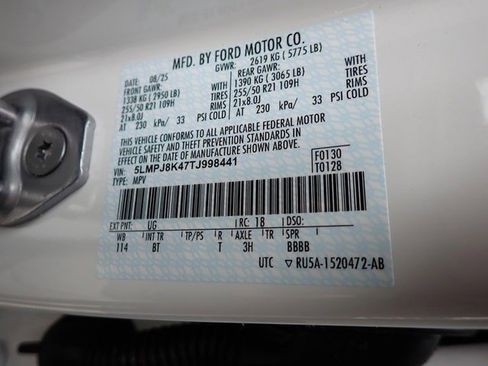 MFD. BY FORD MOTOR CO.
DATE: 08/25 GVWR: 2619 KG ( 5775 LB)
FRONT GAWR: REAR GAWR:
1338 KG ( 2950 LB) WITH 1390 KG ( 3065 LB) WITH
255/50 R21 109H TIRES 255/50 R21 109H TIRES
21x8.0J RIMS 21x8.0J RIMS
AT 230 kPa/ 33 PSI COLD AT 230 kPa/ 33 PSI COLD
THIS VEHICLE CONFORMS TO ALL APPLICABLE FEDERAL MOTOR
VEHICLE SAFETY AND THEFT PREVENTION STANDARDS IN
EFFECT ON THE DATE OF MANUFACTURE SHOWN ABOVE.
VIN: 5LMPJ8K47TJ998441 F0130
TYPE: MPV T0128
EXT PNT: UG RC: 18 DSO:
WB INT TR TP/PS R AXLE TR SPR
114 BT T 3H BBBB
UTC ▽RU5A-1520472-AB